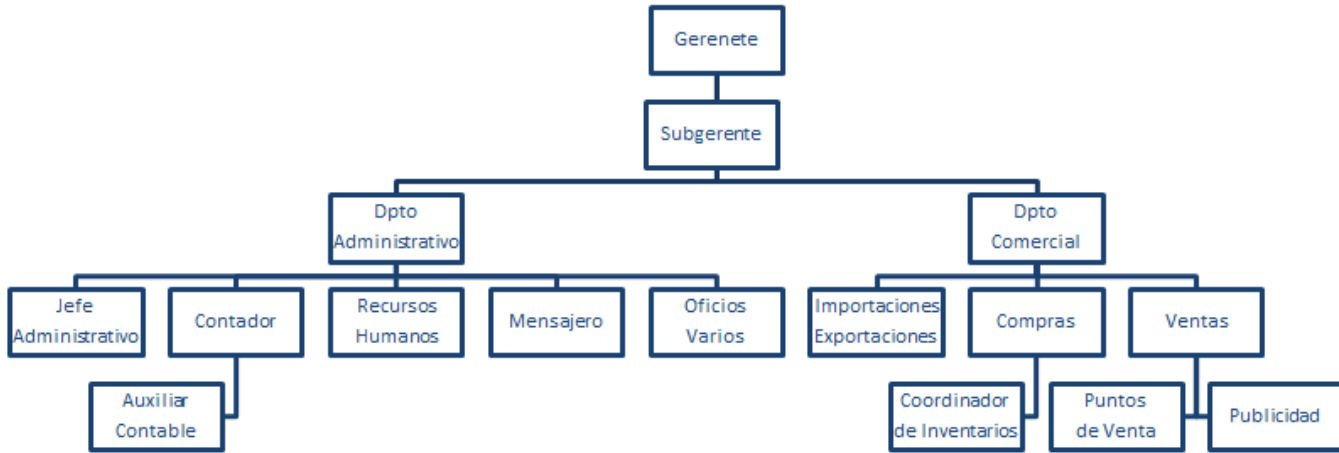 Gerenete
Subgerente
Dpto
Administrativo
Dpto
Comercial
Jefe
Administrativo
Contador
Recursos
Humanos
Mensajero
Oficios
Varios
Importaciones
Exportaciones
Compras
Ventas
Auxiliar
Contable
Coordinador
de Inventarios
Puntos
de Venta
Publicidad